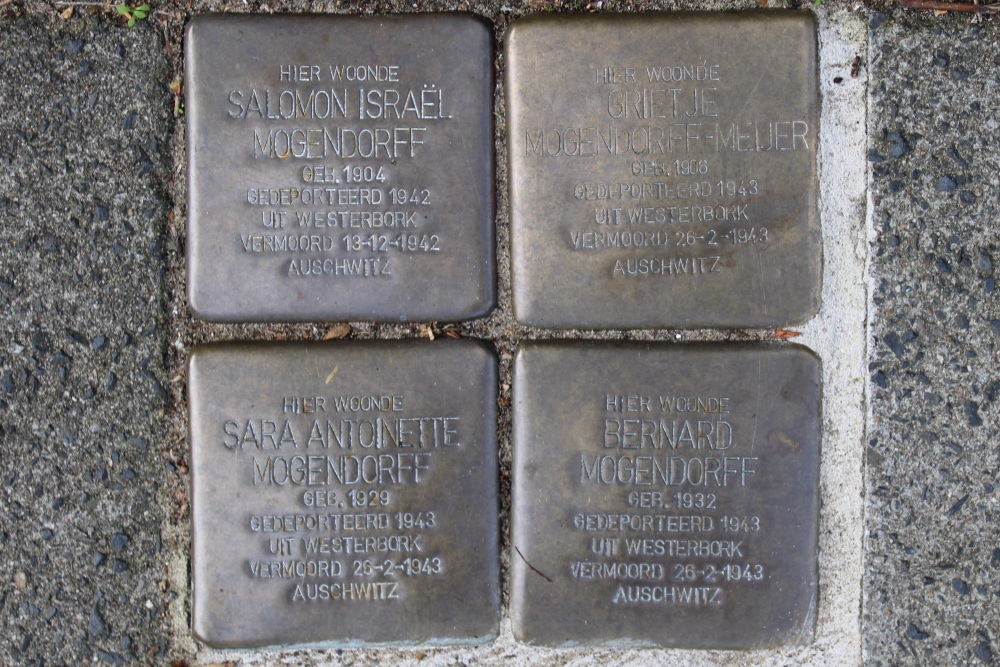 HIER WOONDE
SALOMON ISRAËL
MOGENDORFF
GEB. 1904
GEDEPORTEERD 1942
UIT WESTERBORK
VERMOORD 13-12-1942
AUSCHWITZ
HIER WOONDE
GRIETJE
MOGENDORFF-MEIJER
GEB. 1906
GEDEPORTEERD 1943
UIT WESTERBORK
VERMOORD 26-2-1943
AUSCHWITZ
HIER WOONDE
SARA ANTOINETTE
MOGENDORFF
GEB. 1929
GEDEPORTEERD 1943
UIT WESTERBORK
VERMOORD 26-2-1943
AUSCHWITZ
HIER WOONDE
BERNARD
MOGENDORFF
GEB. 1932
GEDEPORTEERD 1943
UIT WESTERBORK
VERMOORD 26-2-1943
AUSCHWITZ